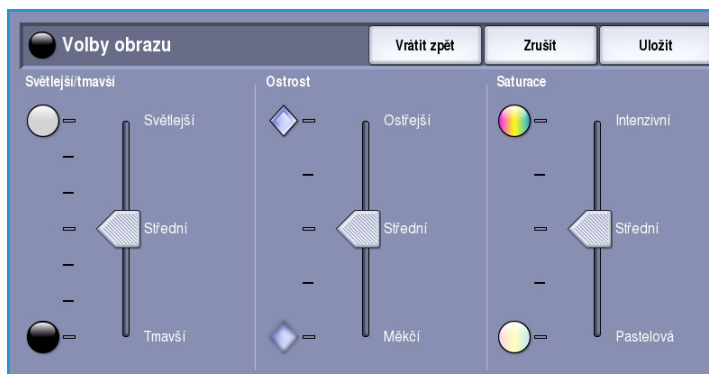 Volby obrazu
Vrátit zpět
Zrušit
Uložit
Světlejší/tmavší
Ostrost
Saturace
Světlejší
Ostřejší
Intenzivní
Střední
Střední
Střední
Tmavší
Měkčí
Pastelová